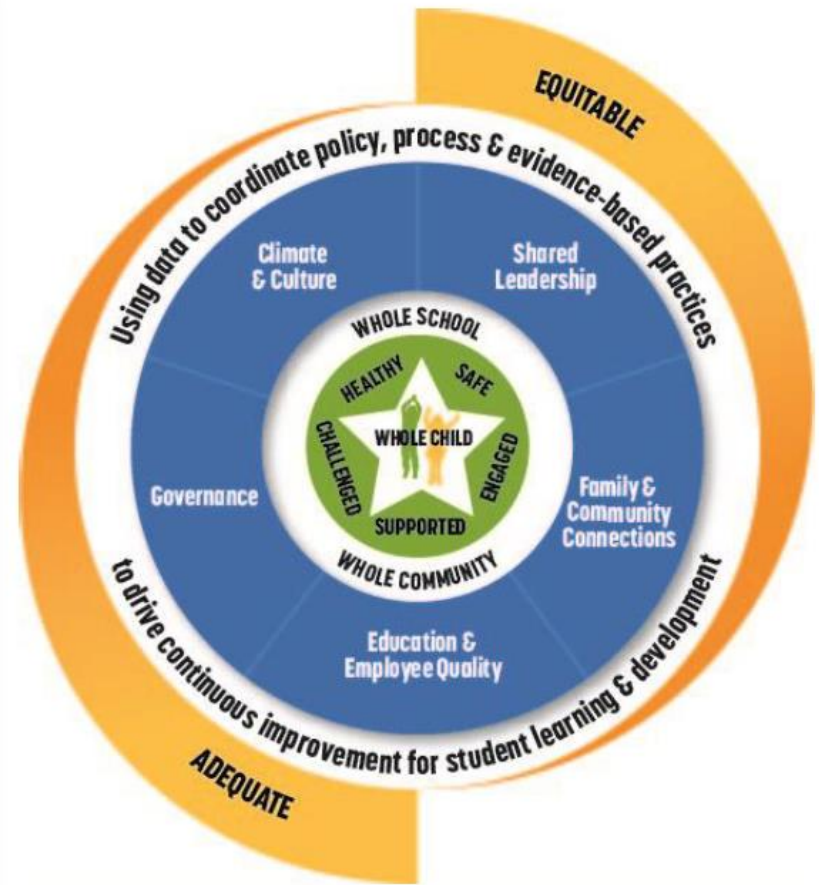 EQUITABLE
Using data to coordinate policy, process & evidence-based practices
Climate
& Culture
Shared
Leadership
WHOLE SCHOOL
HEALTHY
SAFE
WHOLE CHILD
CHALLENGED
ENGAGED
SUPPORTED
WHOLE COMMUNITY
Governance
Family &
Community
Connections
Education &
Employee Quality
to drive continuous improvement for student learning & development
ADEQUATE